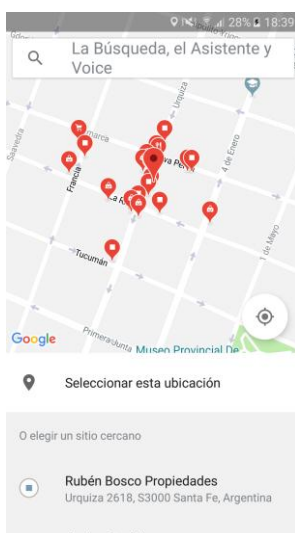 28% 18:39
La Búsqueda, el Asistente y
Voice
Urquiza
4 de Enero
Saavedra
Francia
Tucumán
1 de Mayo
Primera Junta
Museo Provincial De
Google
Seleccionar esta ubicación
O elegir un sitio cercano
Rubén Bosco Propiedades
Urquiza 2618, S3000 Santa Fe, Argentina